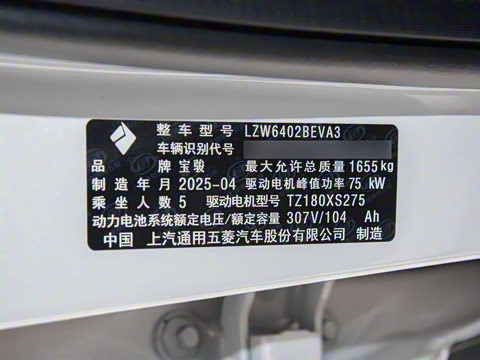 整车型号 LZW6402BEVA3
车辆识别代号
品牌 宝骏 最大允许总质量 1655kg
制造年月 2025-04 驱动电机峰值功率 75 kW
乘坐人数 5 驱动电机型号 TZ180XS275
动力电池系统额定电压/额定容量 307V/104 Ah
中国 上汽通用五菱汽车股份有限公司 制造